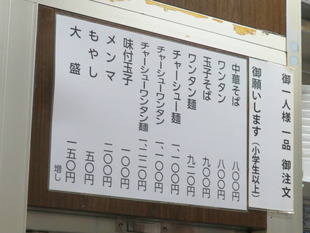 御一人様一品 御注文
御願いします(小学生以上)
中華そば 八〇〇円
ワンタン 八〇〇円
玉子そば 九〇〇円
ワンタン麺 九二〇円
チャーシュー麺 一、一〇〇円
チャーシューワンタン 一、一〇〇円
チャーシューワンタン麺 一、二二〇円
味付玉子 一〇〇円
メンマ 二〇〇円
もやし 五〇円
大盛 一五〇円 増し